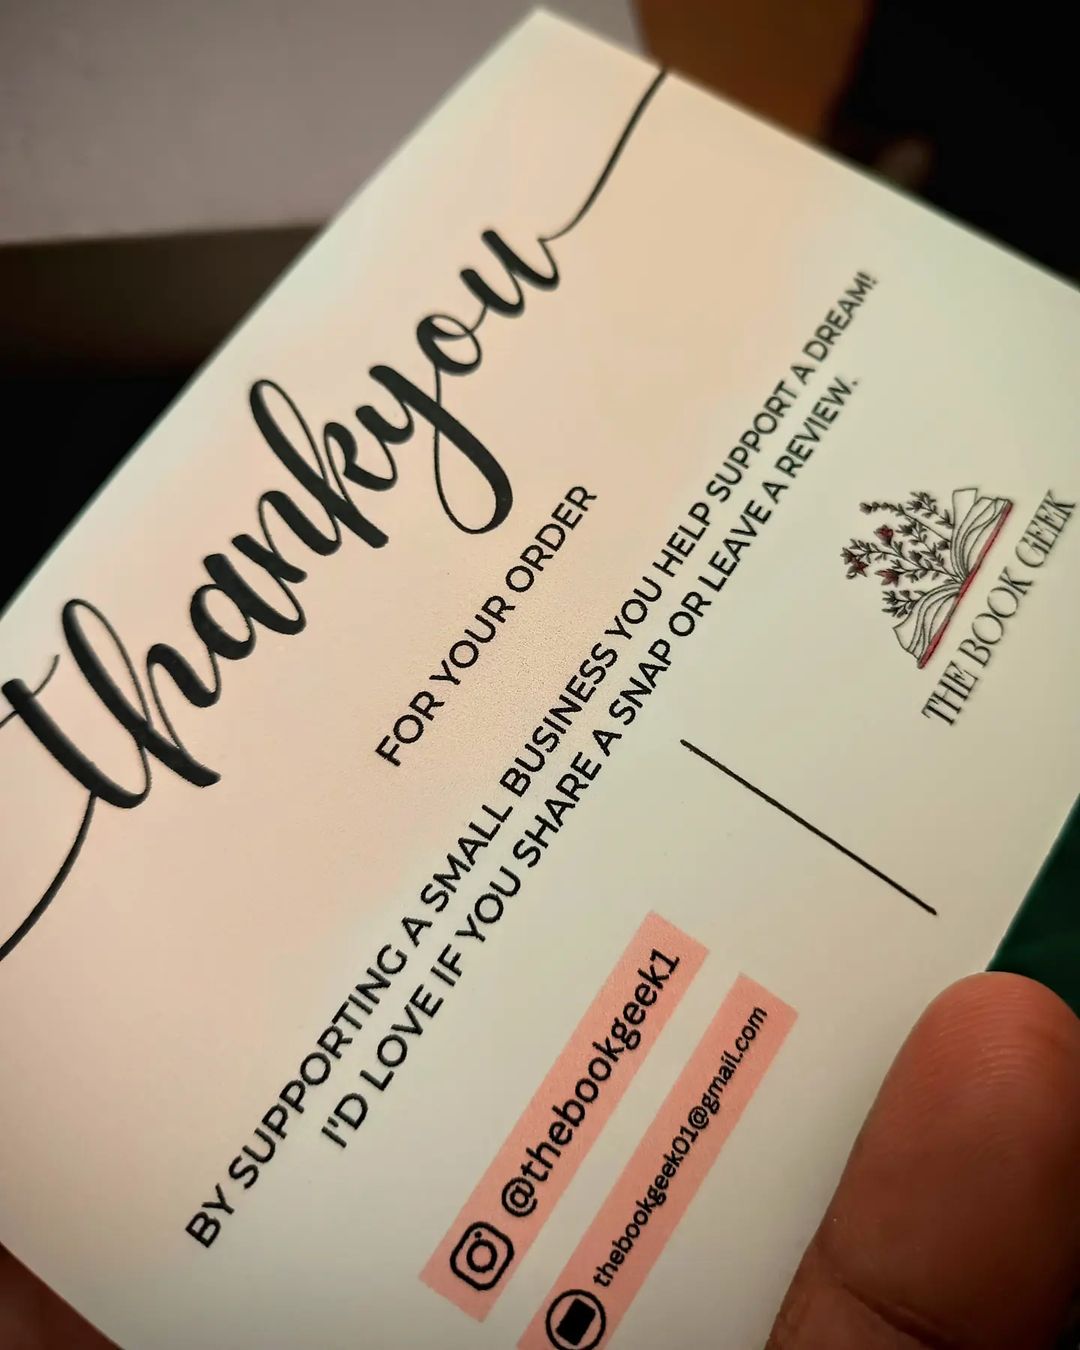 thankyou
FOR YOUR ORDER
BY SUPPORTING A SMALL BUSINESS YOU HELP SUPPORT A DREAM!
I'D LOVE IF YOU SHARE A SNAP OR LEAVE A REVIEW.
THE BOOK GEEK
@thebookgeek1
thebookgeek01@gmail.com